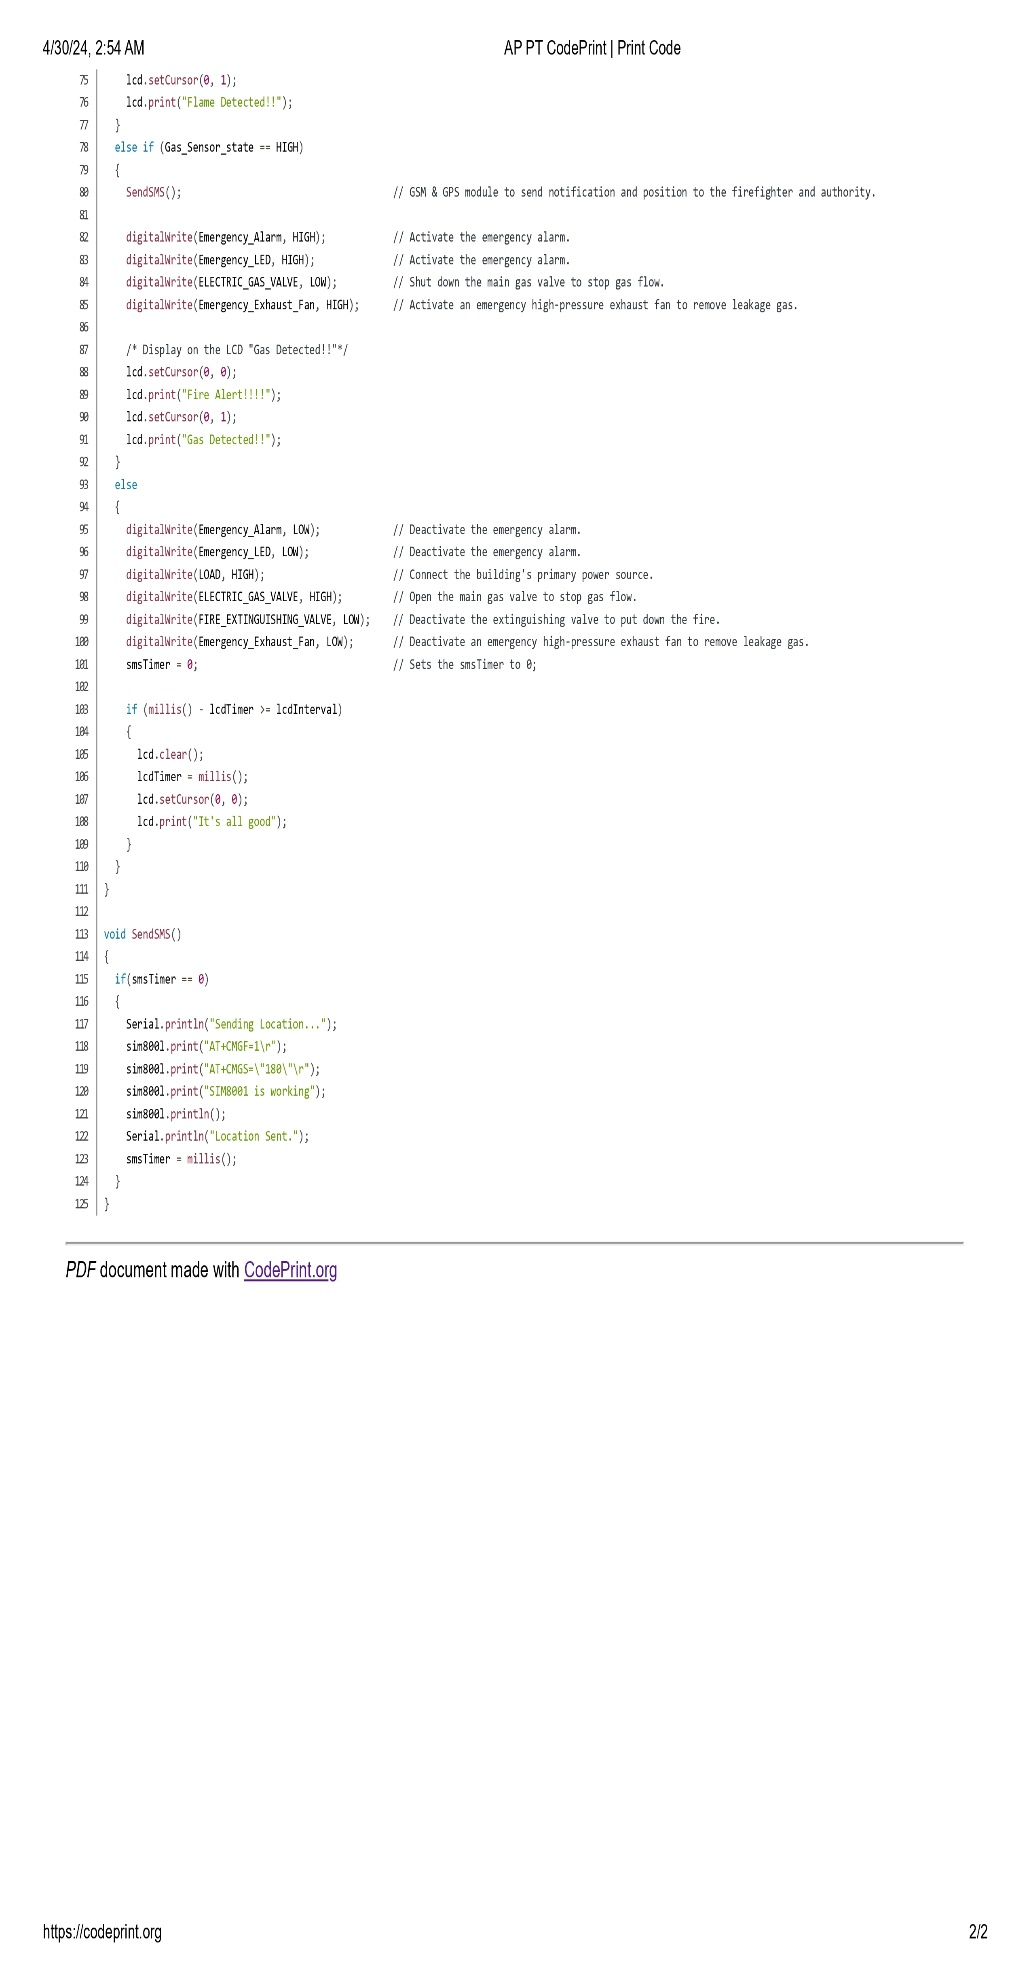 4/30/24, 2:54 AM AP PT CodePrint | Print Code
75 lcd.setCursor(0, 1);
76 lcd.print("Flame Detected!!");
77 }
78 else if (Gas_Sensor_state == HIGH)
79 {
80 SendSMS(); // GSM & GPS module to send notification and position to the firefighter and authority.
81
82 digitalWrite(Emergency_Alarm, HIGH); // Activate the emergency alarm.
83 digitalWrite(Emergency_LED, HIGH); // Activate the emergency alarm.
84 digitalWrite(ELECTRIC_GAS_VALVE, LOW); // Shut down the main gas valve to stop gas flow.
85 digitalWrite(Emergency_Exhaust_Fan, HIGH); // Activate an emergency high-pressure exhaust fan to remove leakage gas.
86
87 /* Display on the LCD "Gas Detected!!"*/
88 lcd.setCursor(0, 0);
89 lcd.print("Fire Alert!!!!");
90 lcd.setCursor(0, 1);
91 lcd.print("Gas Detected!!");
92 }
93 else
94 {
95 digitalWrite(Emergency_Alarm, LOW); // Deactivate the emergency alarm.
96 digitalWrite(Emergency_LED, LOW); // Deactivate the emergency alarm.
97 digitalWrite(LOAD, HIGH); // Connect the building's primary power source.
98 digitalWrite(ELECTRIC_GAS_VALVE, HIGH); // Open the main gas valve to stop gas flow.
99 digitalWrite(FIRE_EXTINGUISHING_VALVE, LOW); // Deactivate the extinguishing valve to put down the fire.
100 digitalWrite(Emergency_Exhaust_Fan, LOW); // Deactivate an emergency high-pressure exhaust fan to remove leakage gas.
101 smsTimer = 0; // Sets the smsTimer to 0;
102
103 if (millis() - lcdTimer >= lcdInterval)
104 {
105 lcd.clear();
106 lcdTimer = millis();
107 lcd.setCursor(0, 0);
108 lcd.print("It's all good");
109 }
110 }
111 }
112
113 void SendSMS()
114 {
115 if(smsTimer == 0)
116 {
117 Serial.println("Sending Location...");
118 sim800l.print("AT+CMGF=1\r");
119 sim800l.print("AT+CMGS=\"180\"\r");
120 sim800l.print("SIM8001 is working");
121 sim800l.println();
122 Serial.println("Location Sent.");
123 smsTimer = millis();
124 }
125 }
PDF document made with CodePrint.org
https://codeprint.org 2/2